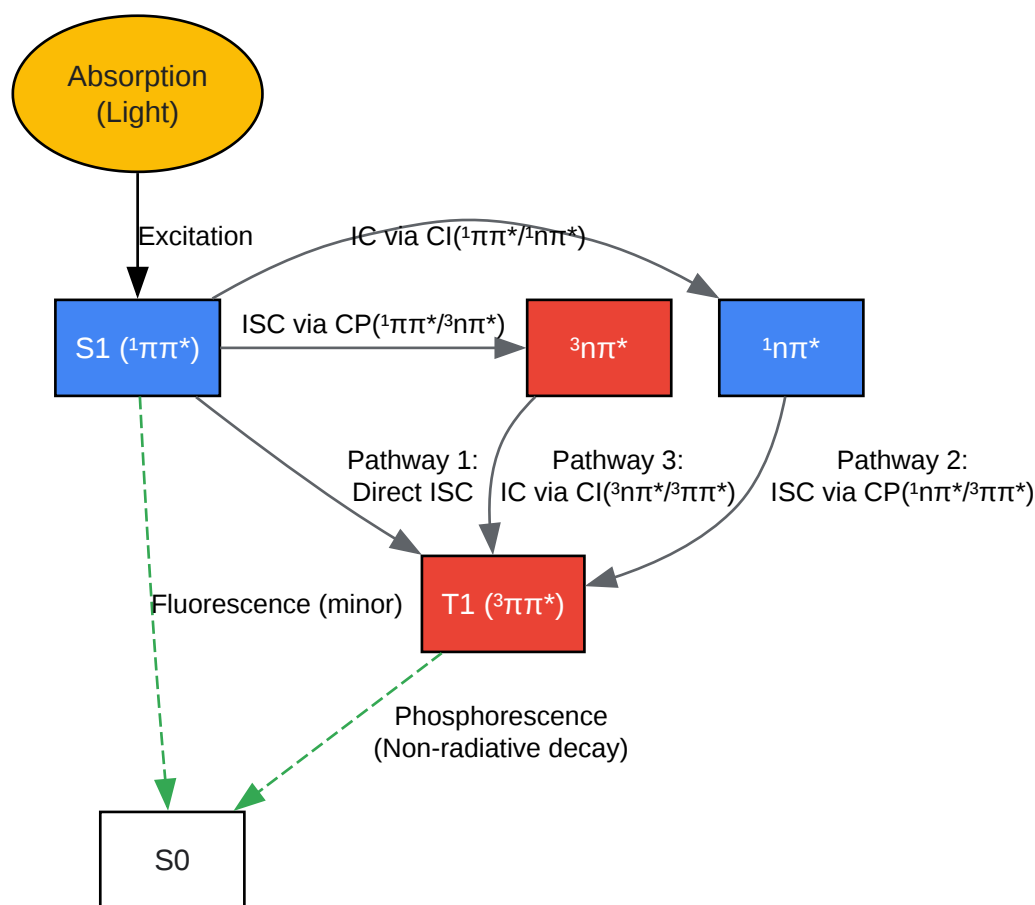 Absorption
(Light)
Excitation
IC via CI(¹ππ*/¹nπ*)
S1 (¹ππ*)
ISC via CP(¹ππ*/³nπ*)
³nπ*
¹nπ*
Pathway 1:
Direct ISC
Pathway 3:
IC via CI(³nπ*/³ππ*)
Pathway 2:
ISC via CP(¹nπ*/³ππ*)
Fluorescence (minor)
T1 (³ππ*)
Phosphorescence
(Non-radiative decay)
S0